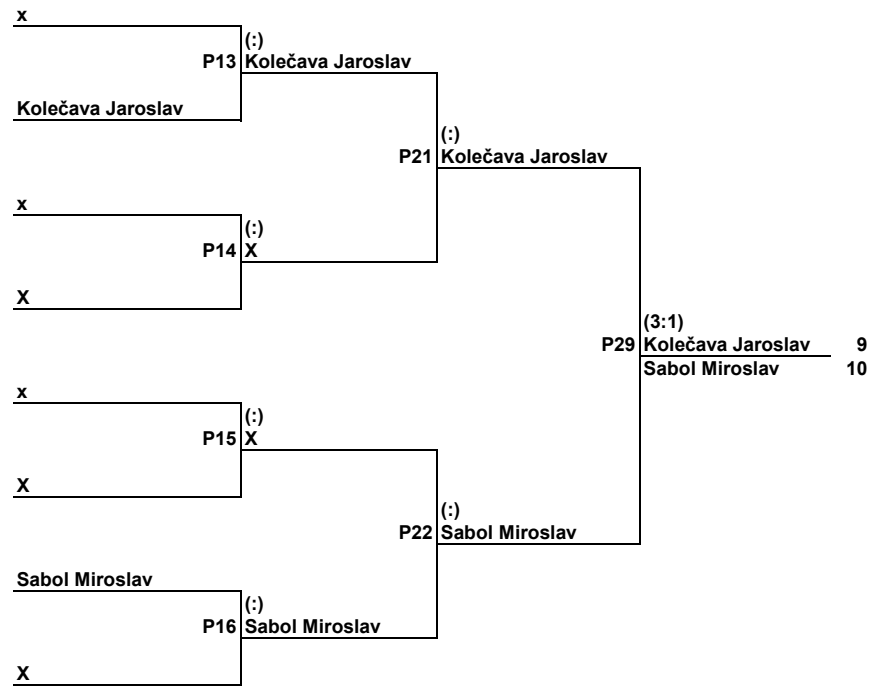 x
(:)
P13 Kolečava Jaroslav
Kolečava Jaroslav
(:)
P21 Kolečava Jaroslav
x
(:)
P14 X
X
(3:1)
P29 Kolečava Jaroslav 9
Sabol Miroslav 10
x
(:)
P15 X
X
(:)
P22 Sabol Miroslav
Sabol Miroslav
(:)
P16 Sabol Miroslav
X